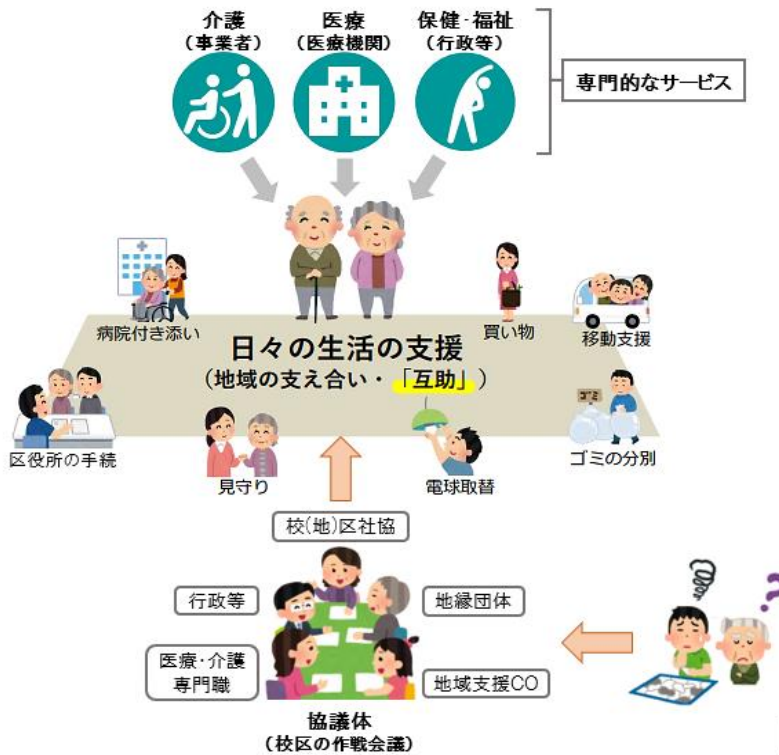 介護
(事業者)
医療
(医療機関)
保健・福祉
(行政等)
専門的なサービス
病院付き添い
買い物
移動支援
日々の生活の支援
(地域の支え合い・「互助」)
区役所の手続
見守り
電球取替
ゴミ
ゴミの分別
校(地)区社協
行政等
地縁団体
医療・介護
専門職
地域支援CO
協議体
(校区の作戦会議)